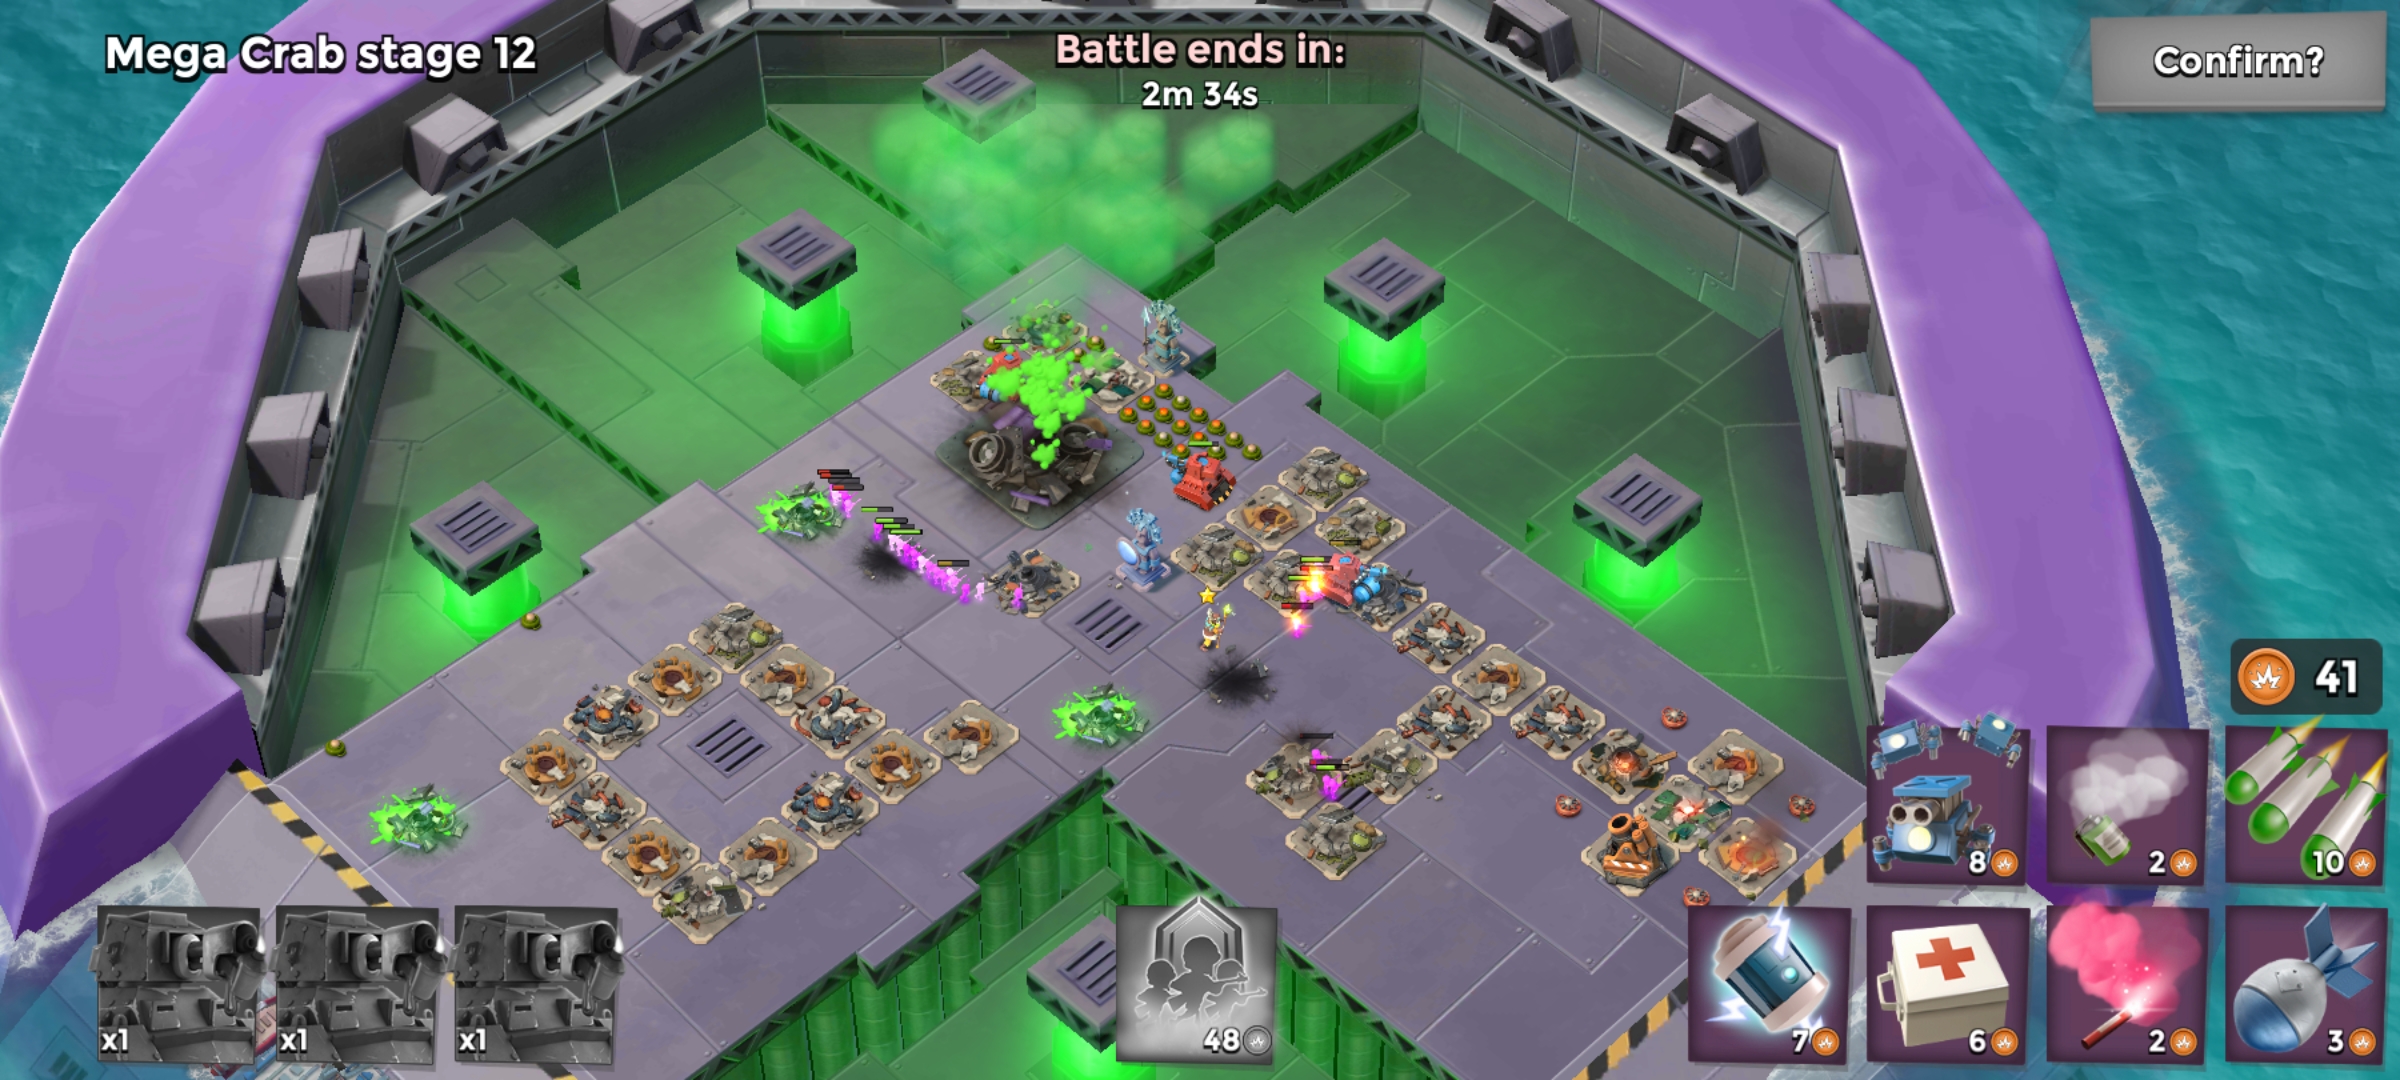 Mega Crab stage 12
Battle ends in:
2m 34s
Confirm?
41
8
2
10
x1
x1
x1
48
7
6
2
3